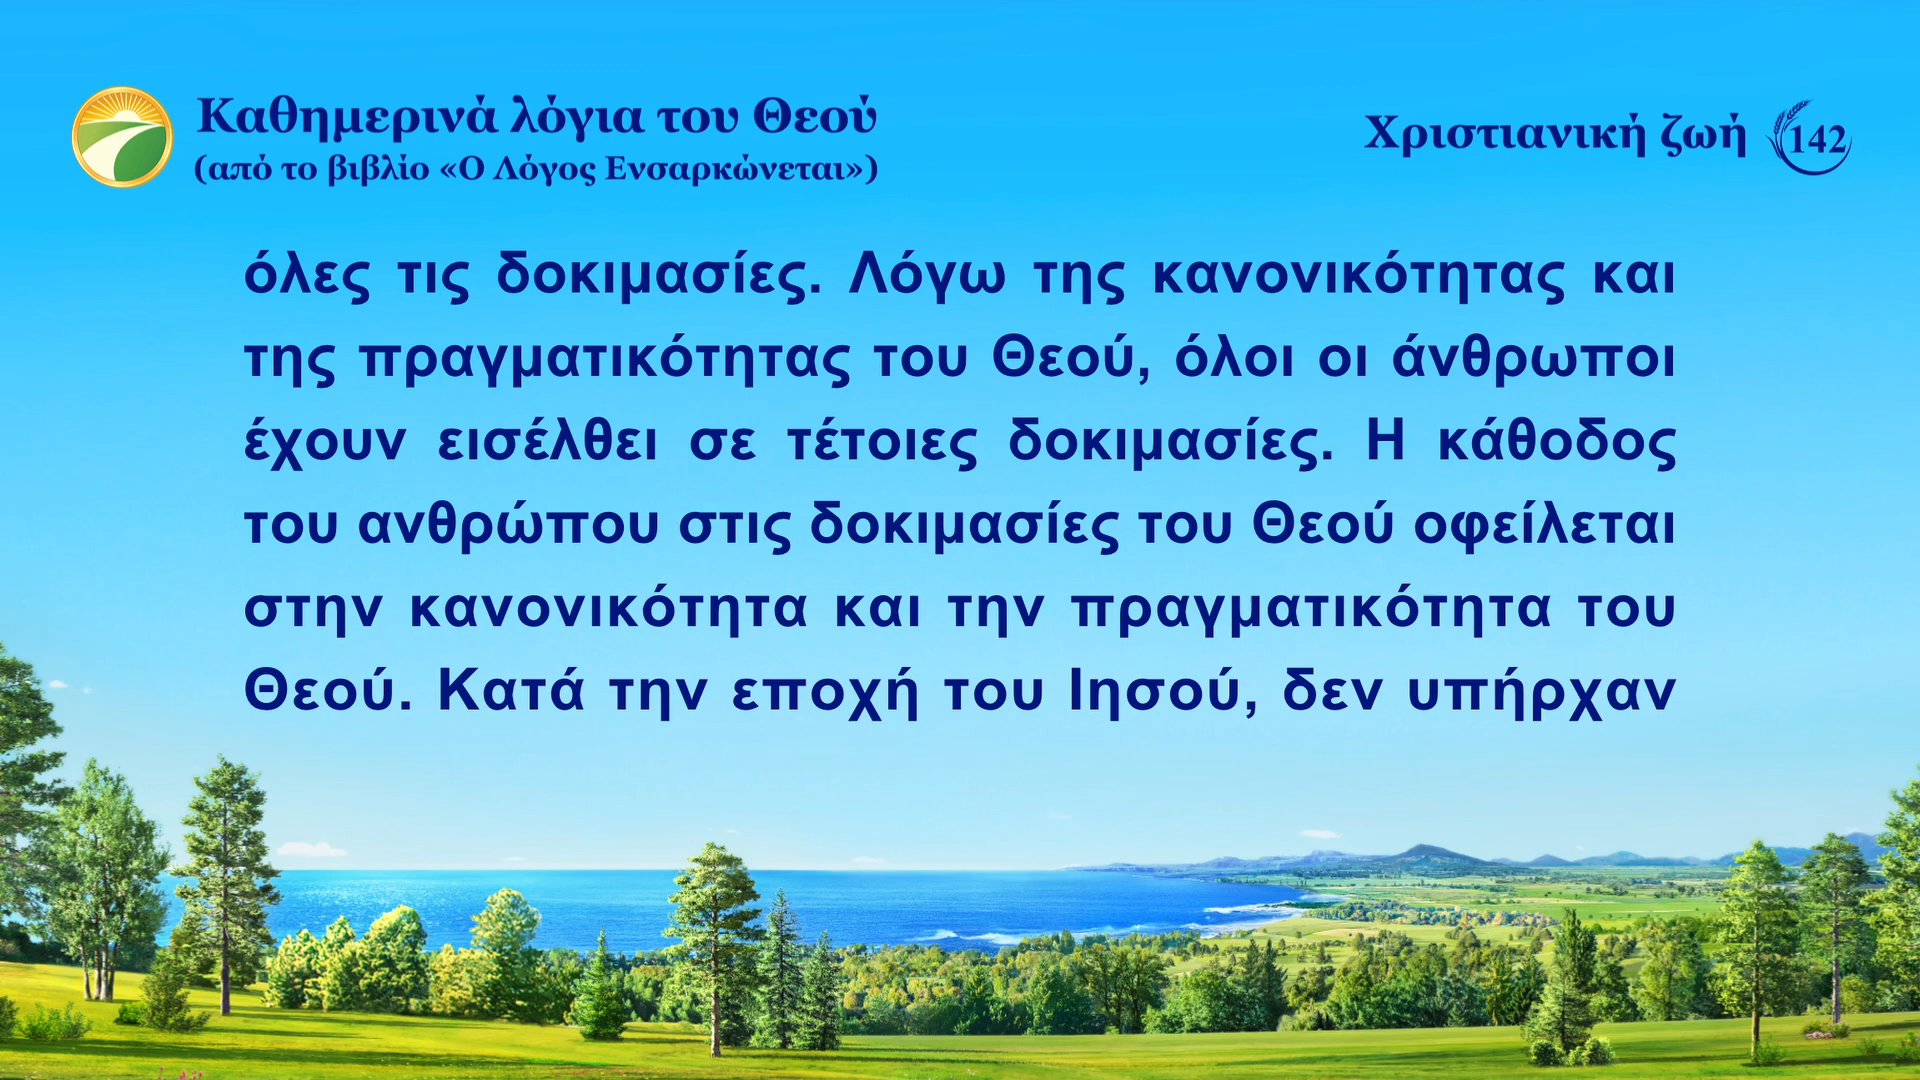 Καθημερινά λόγια του Θεού
(από το βιβλίο «Ο Λόγος Ενσαρκώνεται»)
Χριστιανική ζωή 142
όλες τις δοκιμασίες. Λόγω της κανονικότητας και
της πραγματικότητας του Θεού, όλοι οι άνθρωποι
έχουν εισέλθει σε τέτοιες δοκιμασίες. Η κάθοδος
του ανθρώπου στις δοκιμασίες του Θεού οφείλεται
στην κανονικότητα και την πραγματικότητα του
Θεού. Κατά την εποχή του Ιησού, δεν υπήρχαν